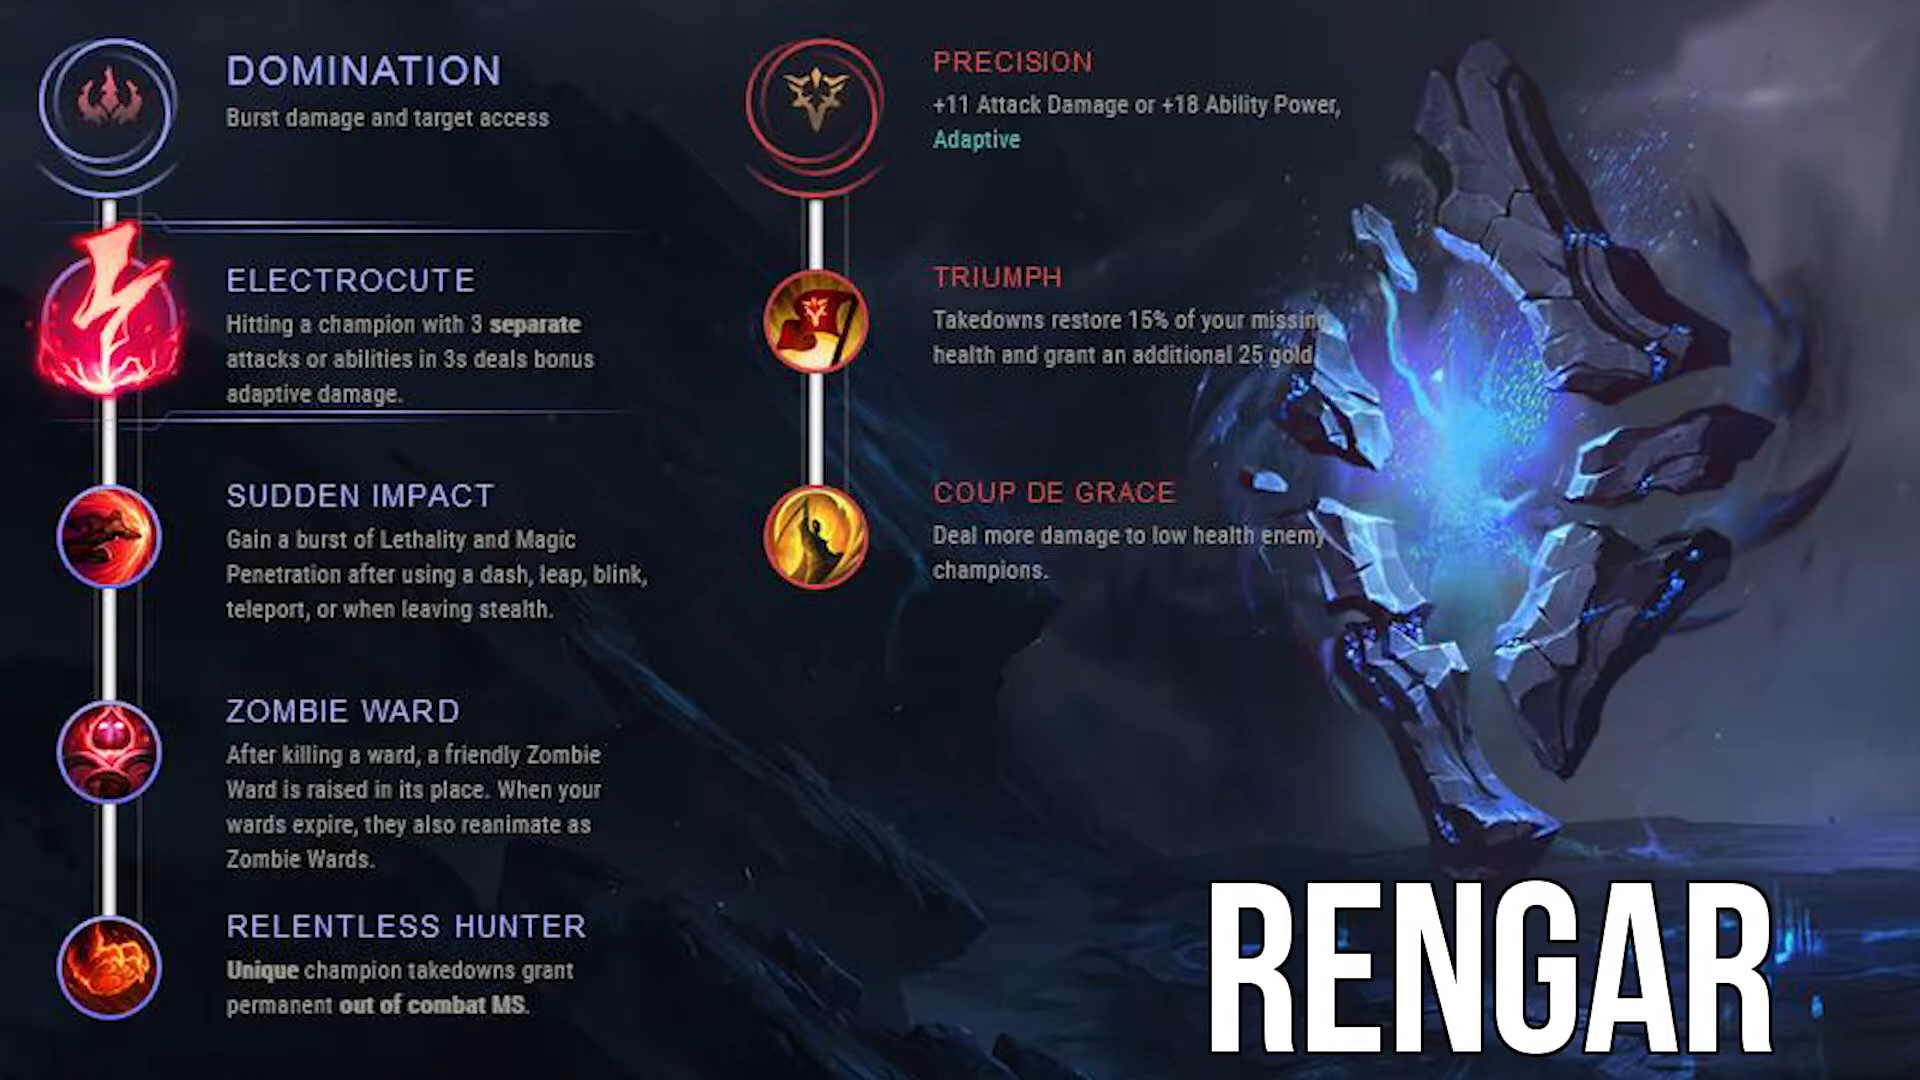 DOMINATION
Burst damage and target access
ELECTROCUTE
Hitting a champion with 3 separate
attacks or abilities in 3s deals bonus
adaptive damage.
SUDDEN IMPACT
Gain a burst of Lethality and Magic
Penetration after using a dash, leap, blink,
teleport, or when leaving stealth.
ZOMBIE WARD
After killing a ward, a friendly Zombie
Ward is raised in its place. When your
wards expire, they also reanimate as
Zombie Wards.
RELENTLESS HUNTER
Unique champion takedowns grant
permanent out of combat MS.
PRECISION
+11 Attack Damage or +18 Ability Power,
Adaptive
TRIUMPH
Takedowns restore 15% of your missing
health and grant an additional 25 gold.
COUP DE GRACE
Deal more damage to low health enemy
champions.
RENGAR